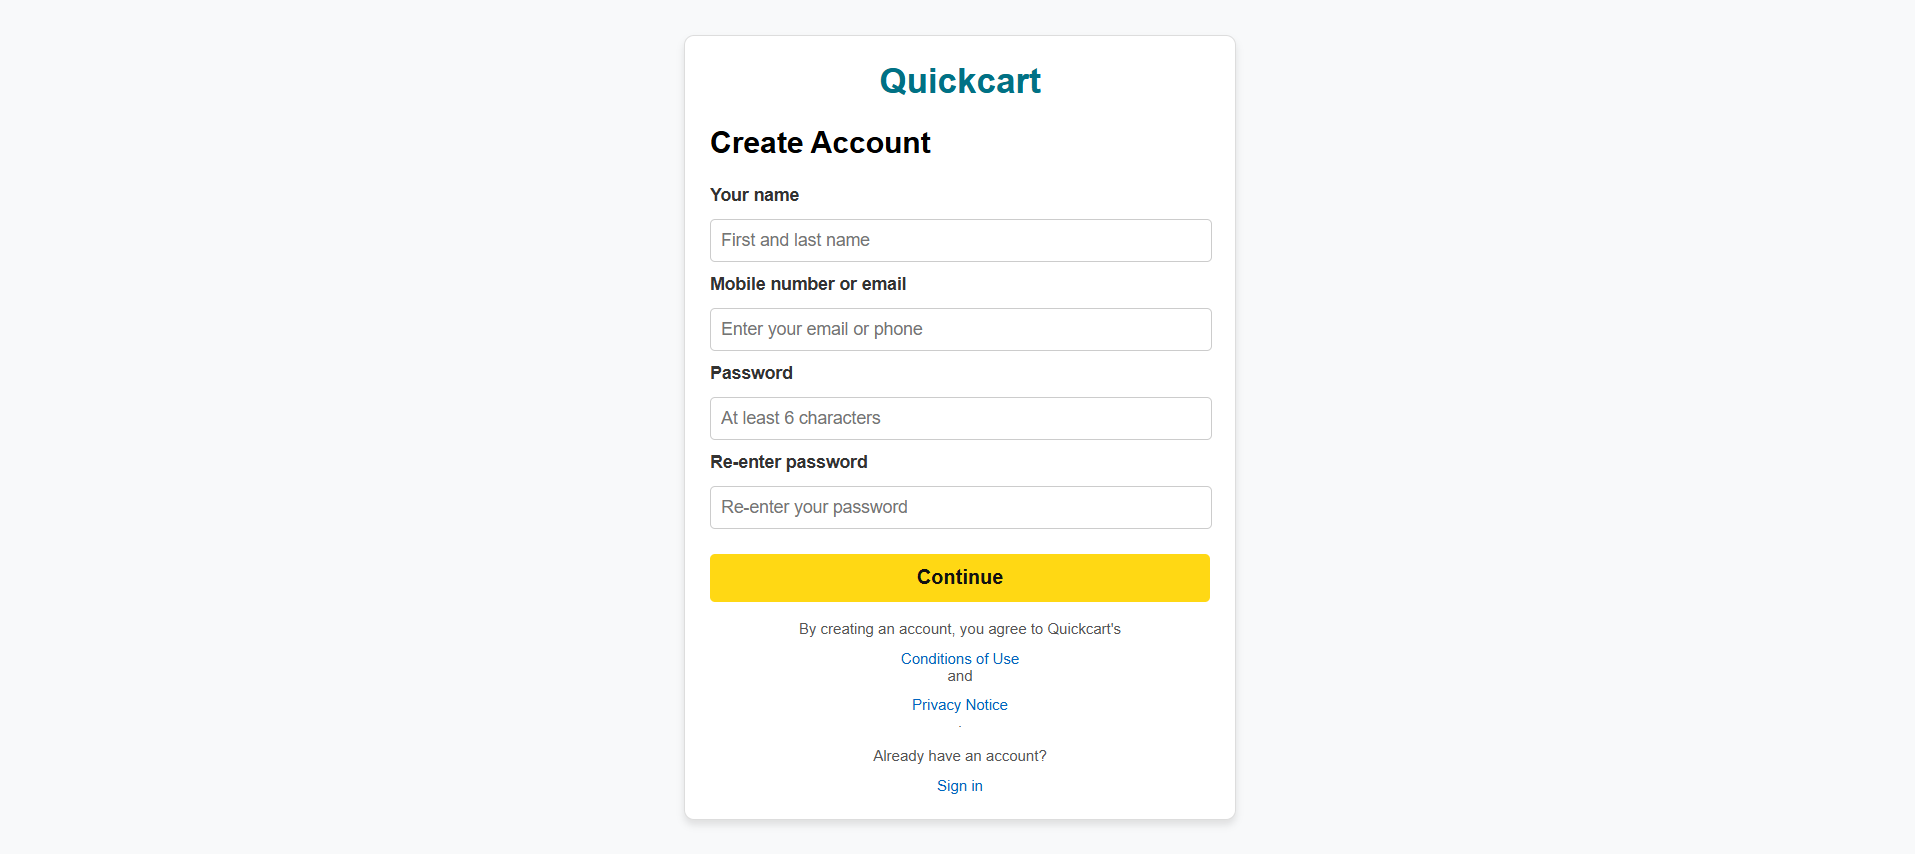 Quickcart
Create Account
Your name
First and last name
Mobile number or email
Enter your email or phone
Password
At least 6 characters
Re-enter password
Re-enter your password
Continue
By creating an account, you agree to Quickcart's
Conditions of Use
and
Privacy Notice
.
Already have an account?
Sign in